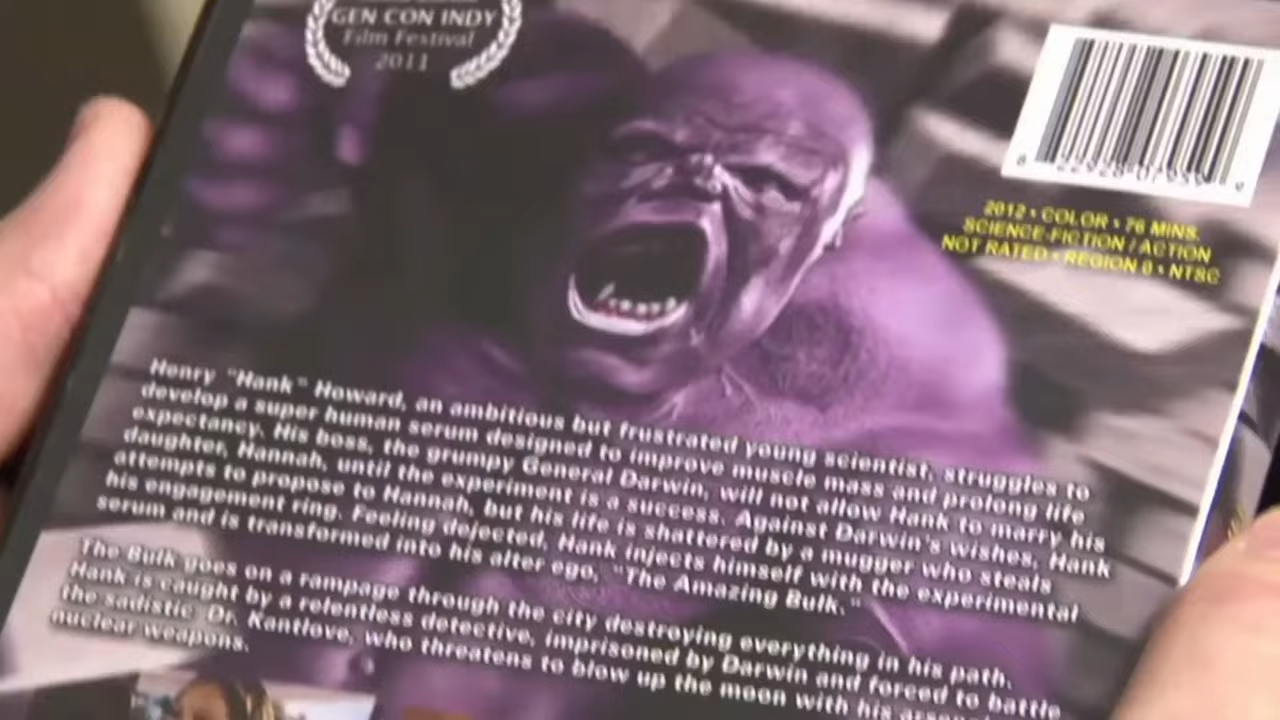 GEN CON INDY
Film Festival
2011
2012 • COLOR • 76 MINS.
SCIENCE-FICTION / ACTION
NOT RATED • REGION 0 • NTSC
Henry "Hank" Howard, an ambitious but frustrated young scientist, struggles to
develop a super human serum designed to improve muscle mass and prolong life
expectancy. His boss, the grumpy General Darwin, will not allow Hank to marry his
daughter, Hannah, until the experiment is a success. Against Darwin's wishes, Hank
attempts to propose to Hannah, but his life is shattered by a mugger who steals
his engagement ring. Feeling dejected, Hank injects himself with the experimental
serum and is transformed into his alter ego, "The Amazing Bulk."
The Bulk goes on a rampage through the city destroying everything in his path.
Hank is caught by a relentless detective, imprisoned by Darwin and forced to battle
the sadistic Dr. Kantlove, who threatens to blow up the moon with his
nuclear weapons.